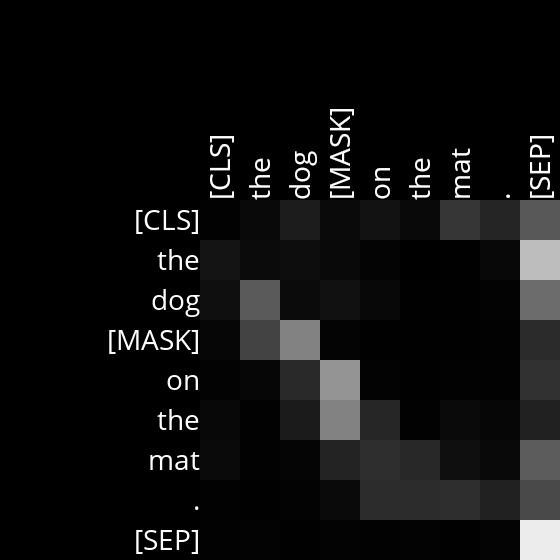 [CLS] the dog [MASK] on the mat . [SEP]
[CLS]
the
dog
[MASK]
on
the
mat
.
[SEP]